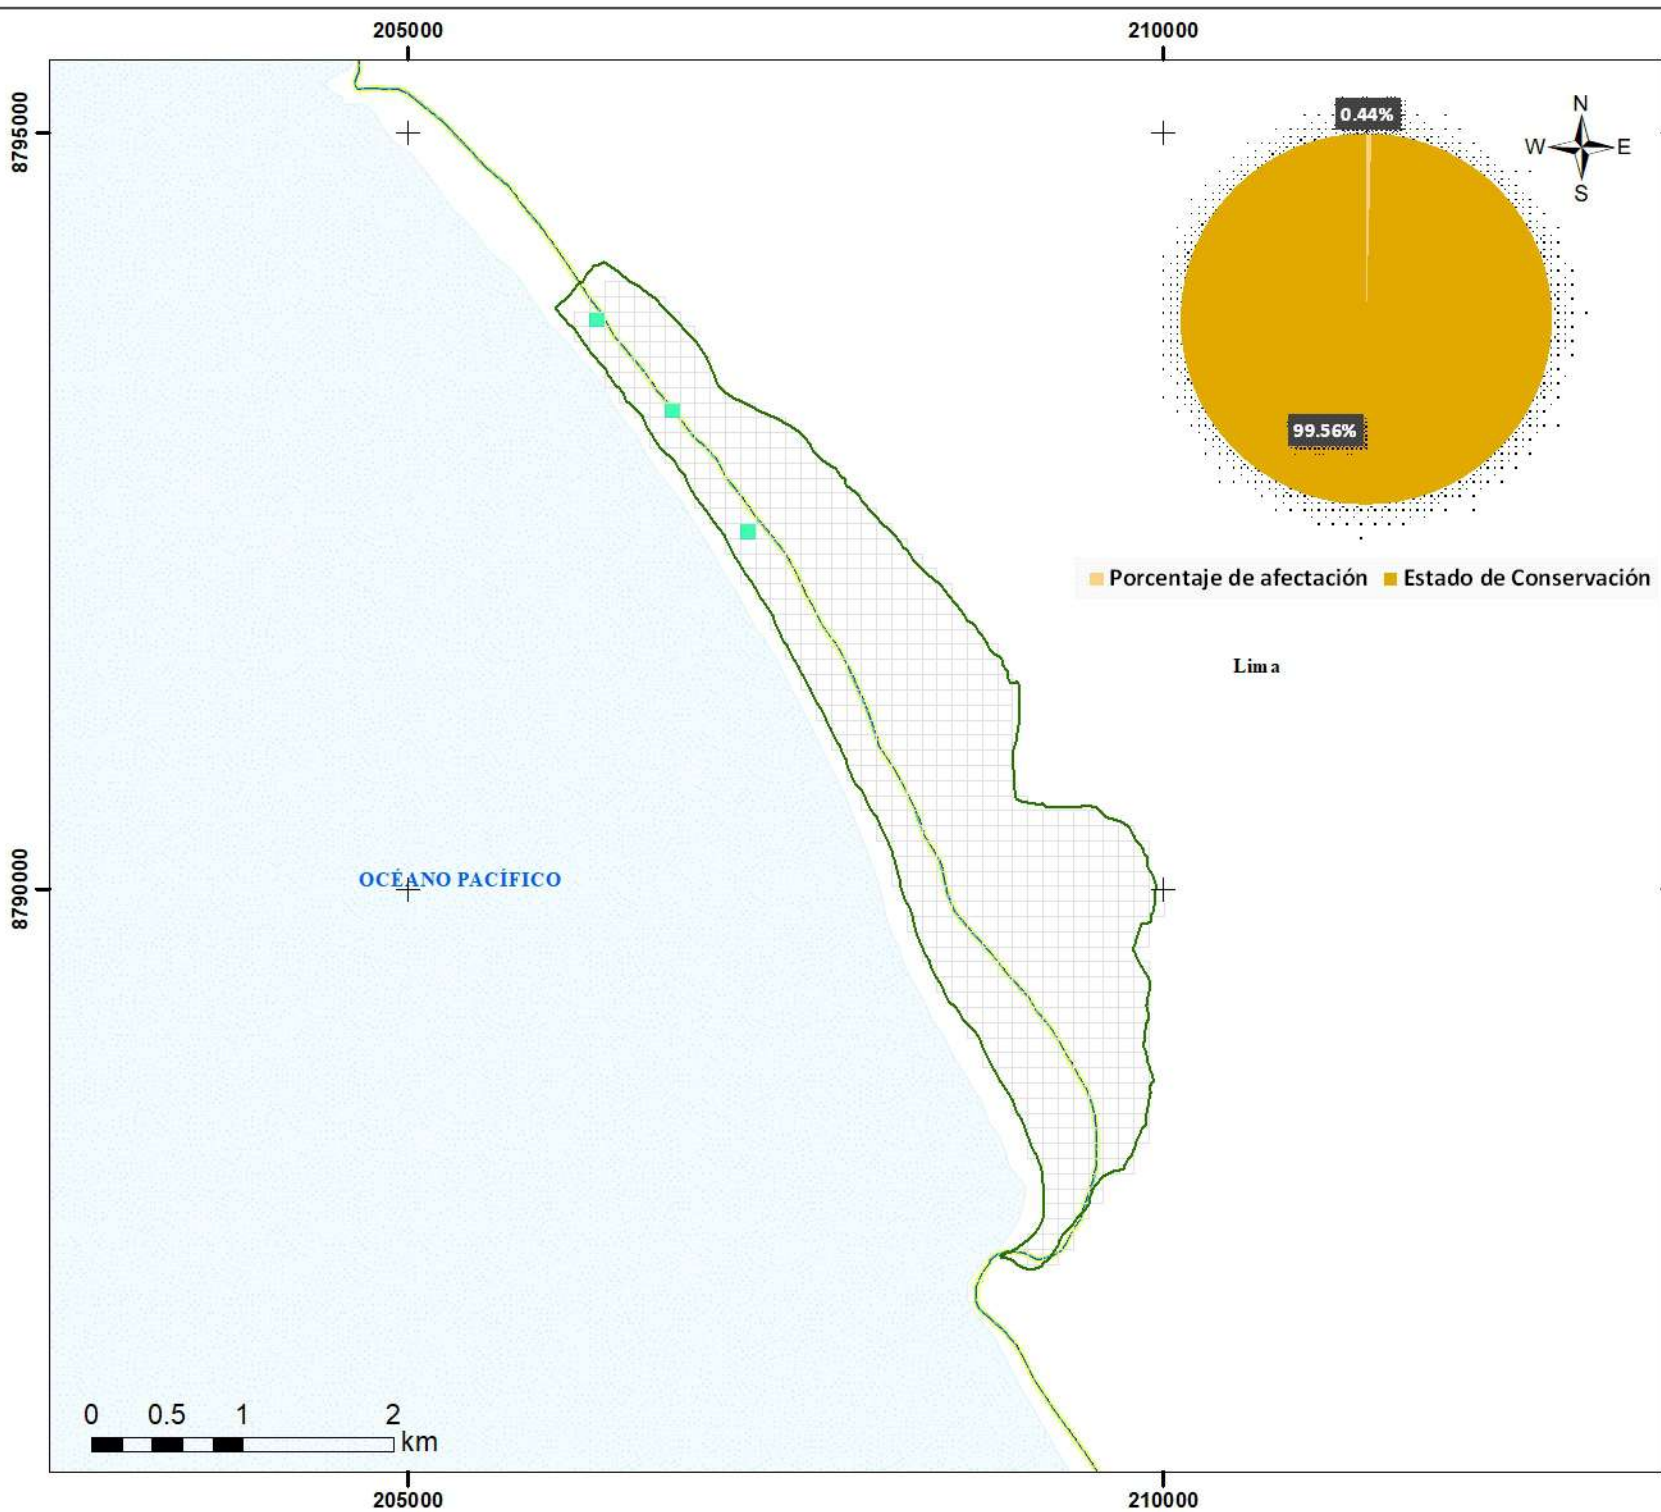 205000 210000
8795000
0.44%
N
W E
S
99.56%
Porcentaje de afectación Estado de Conservación
Lima
8790000
OCÉANO PACÍFICO
0 0.5 1 2
km
205000 210000